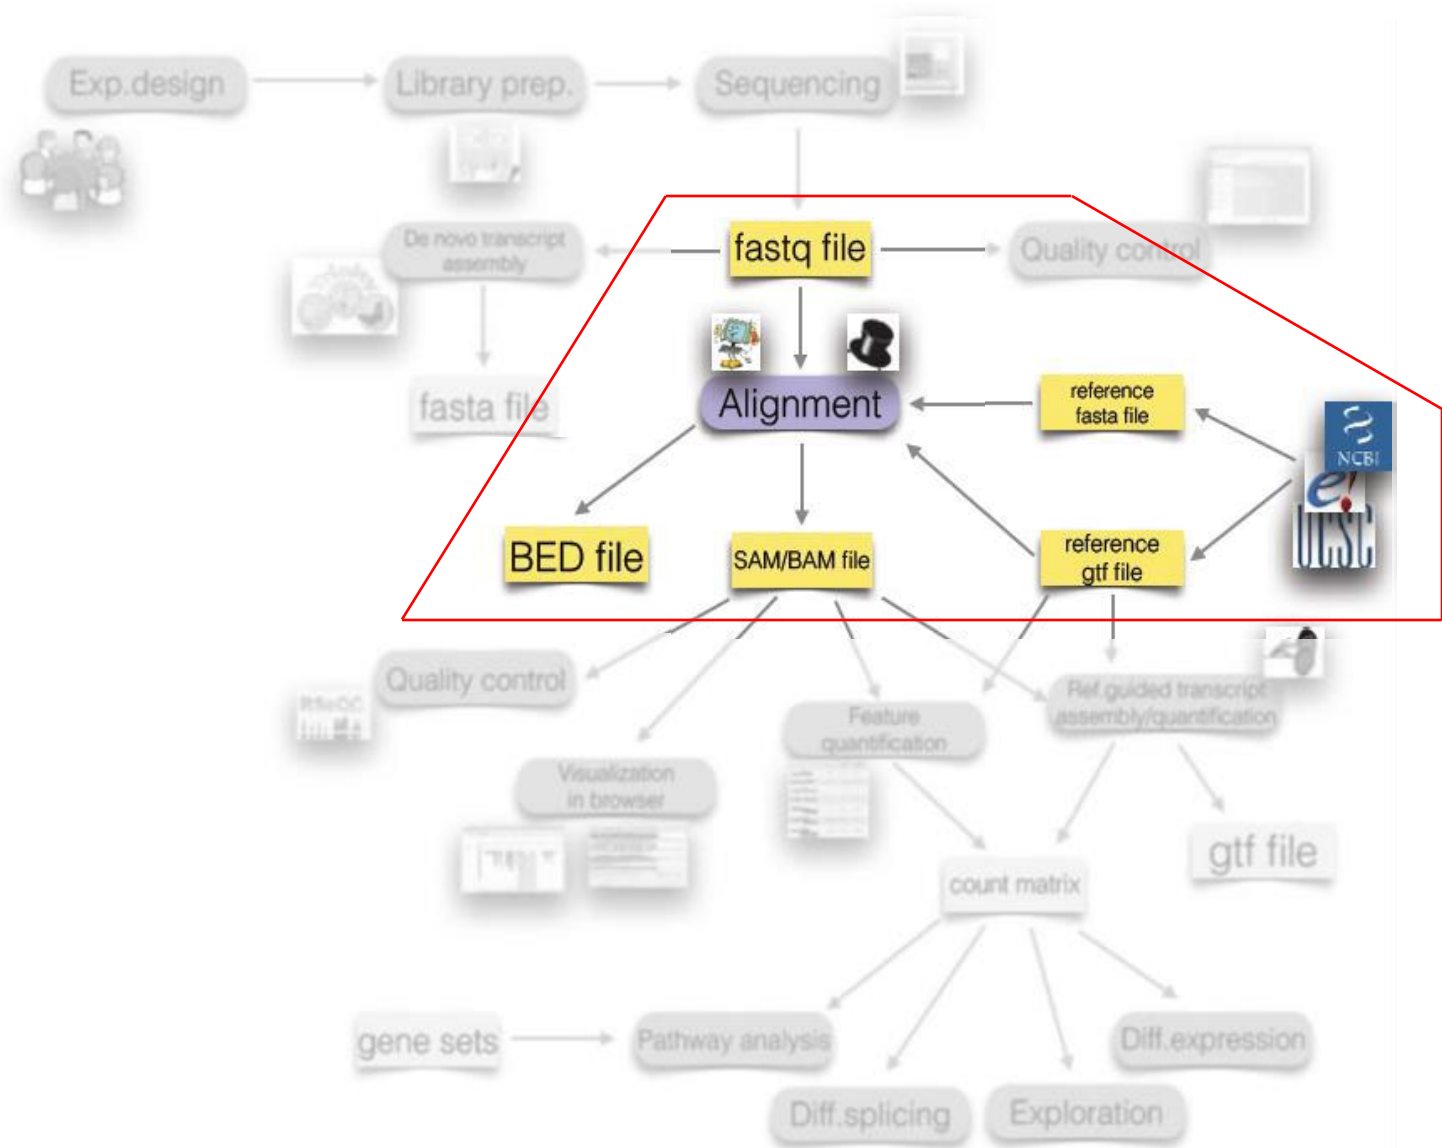 Exp.design
Library prep.
Sequencing
De novo transcript
assembly
fastq file
Quality control
fasta file
Alignment
reference
fasta file
NCBI
e!
UCSC
BED file
SAM/BAM file
reference
gtf file
Quality control
Feature
quantification
Ref.guided transcript
assembly/quantification
Visualization
in browser
gtf file
count matrix
gene sets
Pathway analysis
Diff.expression
Diff.splicing
Exploration